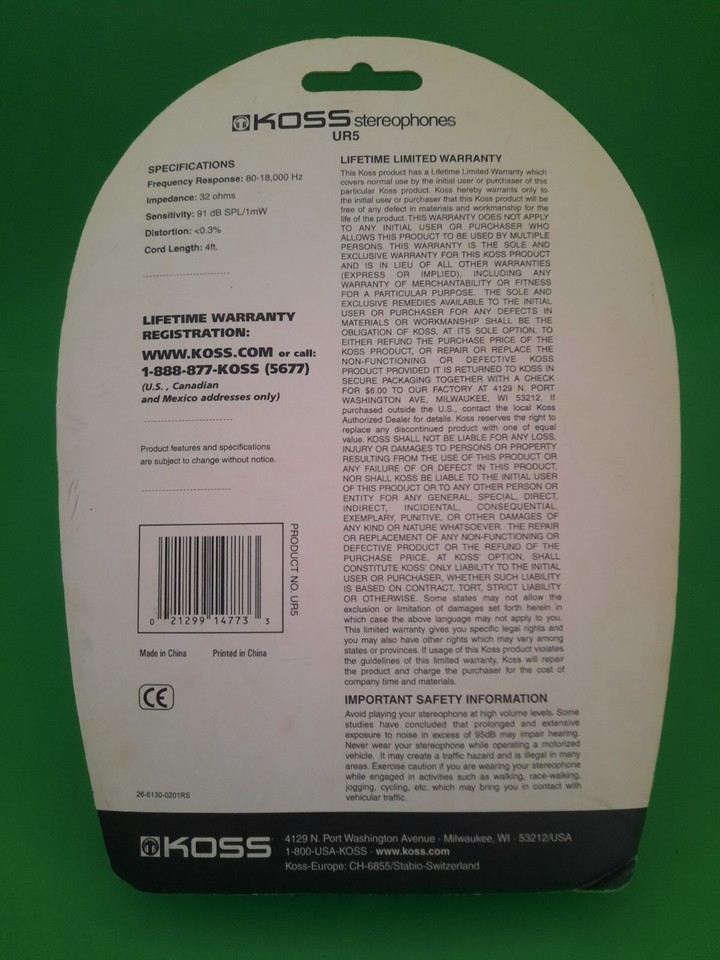 KOSS® stereophones
UR5
SPECIFICATIONS
Frequency Response: 80-18,000 Hz
Impedance: 32 ohms
Sensitivity: 91 dB SPL/1mW
Distortion: <0.3%
Cord Length: 4ft.
LIFETIME WARRANTY
REGISTRATION:
WWW.KOSS.COM or call:
1-888-877-KOSS (5677)
(U.S. , Canadian
and Mexico addresses only)
Product features and specifications
are subject to change without notice.
PRODUCT NO. UR5
0 21299 14773 3
Made in China Printed in China
CE
26-6130-0201RS
LIFETIME LIMITED WARRANTY
This Koss product has a Lifetime Limited Warranty which
covers normal use by the initial user or purchaser of this
particular Koss product. Koss hereby warrants only to
the initial user or purchaser that this Koss product will be
free of any defect in materials and workmanship for the
life of the product. THIS WARRANTY DOES NOT APPLY
TO ANY INITIAL USER OR PURCHASER WHO
ALLOWS THIS PRODUCT TO BE USED BY MULTIPLE
PERSONS. THIS WARRANTY IS THE SOLE AND
EXCLUSIVE WARRANTY FOR THIS KOSS PRODUCT
AND IS IN LIEU OF ALL OTHER WARRANTIES
(EXPRESS OR IMPLIED), INCLUDING ANY
WARRANTY OF MERCHANTABILITY OR FITNESS
FOR A PARTICULAR PURPOSE. THE SOLE AND
EXCLUSIVE REMEDIES AVAILABLE TO THE INITIAL
USER OR PURCHASER FOR ANY DEFECTS IN
MATERIALS OR WORKMANSHIP SHALL BE THE
OBLIGATION OF KOSS, AT ITS SOLE OPTION, TO
EITHER REFUND THE PURCHASE PRICE OF THE
KOSS PRODUCT, OR REPAIR OR REPLACE THE
NON-FUNCTIONING OR DEFECTIVE KOSS
PRODUCT PROVIDED IT IS RETURNED TO KOSS IN
SECURE PACKAGING TOGETHER WITH A CHECK
FOR $6.00 TO OUR FACTORY AT 4129 N. PORT
WASHINGTON AVE, MILWAUKEE, WI 53212. If
purchased outside the U.S., contact the local Koss
Authorized Dealer for details. Koss reserves the right to
replace any discontinued product with one of equal
value. KOSS SHALL NOT BE LIABLE FOR ANY LOSS,
INJURY OR DAMAGES TO PERSONS OR PROPERTY
RESULTING FROM THE USE OF THIS PRODUCT OR
ANY FAILURE OF OR DEFECT IN THIS PRODUCT,
NOR SHALL KOSS BE LIABLE TO THE INITIAL USER
OF THIS PRODUCT OR TO ANY OTHER PERSON OR
ENTITY FOR ANY GENERAL, SPECIAL, DIRECT,
INDIRECT, INCIDENTAL, CONSEQUENTIAL,
EXEMPLARY, PUNITIVE, OR OTHER DAMAGES OF
ANY KIND OR NATURE WHATSOEVER. THE REPAIR
OR REPLACEMENT OF ANY NON-FUNCTIONING OR
DEFECTIVE PRODUCT OR THE REFUND OF THE
PURCHASE PRICE, AT KOSS' OPTION, SHALL
CONSTITUTE KOSS' ONLY LIABILITY TO THE INITIAL
USER OR PURCHASER, WHETHER SUCH LIABILITY
IS BASED ON CONTRACT, TORT, STRICT LIABILITY
OR OTHERWISE. Some states may not allow the
exclusion or limitation of damages set forth herein in
which case the above language may not apply to you.
This limited warranty gives you specific legal rights and
you may also have other rights which may vary among
states or provinces. If usage of this Koss product violates
the guidelines of this limited warranty, Koss will repair
the product and charge the purchaser for the cost of
company time and materials.
IMPORTANT SAFETY INFORMATION
Avoid playing your stereophone at high volume levels. Some
studies have concluded that prolonged and extensive
exposure to noise in excess of 95dB may impair hearing.
Never wear your stereophone while operating a motorized
vehicle. It may create a traffic hazard and is illegal in many
areas. Exercise caution if you are wearing your stereophone
while engaged in activities such as walking, race-walking,
jogging, cycling, etc. which may bring you in contact with
vehicular traffic.
KOSS
4129 N. Port Washington Avenue · Milwaukee, WI · 53212/USA
1-800-USA-KOSS · www.koss.com
Koss-Europe: CH-6855/Stabio-Switzerland